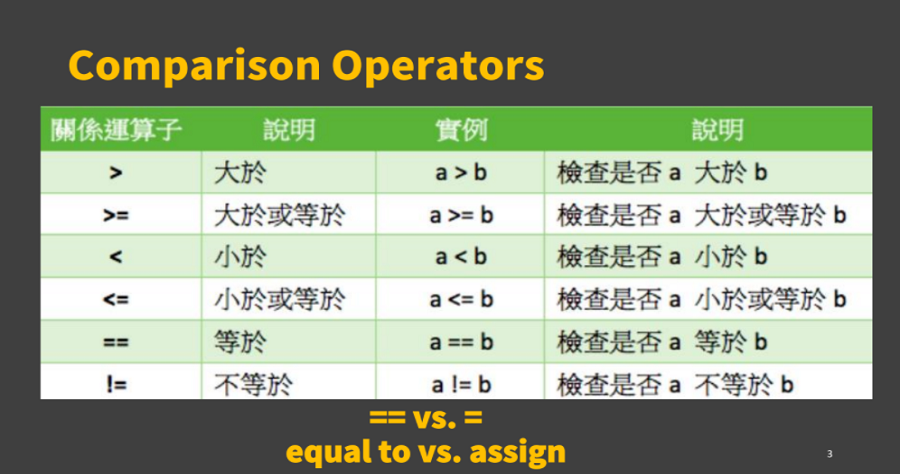 Comparison Operators
關係運算子 說明 實例 說明
> 大於 a > b 檢查是否 a 大於 b
>= 大於或等於 a >= b 檢查是否 a 大於或等於 b
< 小於 a < b 檢查是否 a 小於 b
<= 小於或等於 a <= b 檢查是否 a 小於或等於 b
== 等於 a == b 檢查是否 a 等於 b
!= 不等於 a != b 檢查是否 a 不等於 b
== vs. =
equal to vs. assign
3